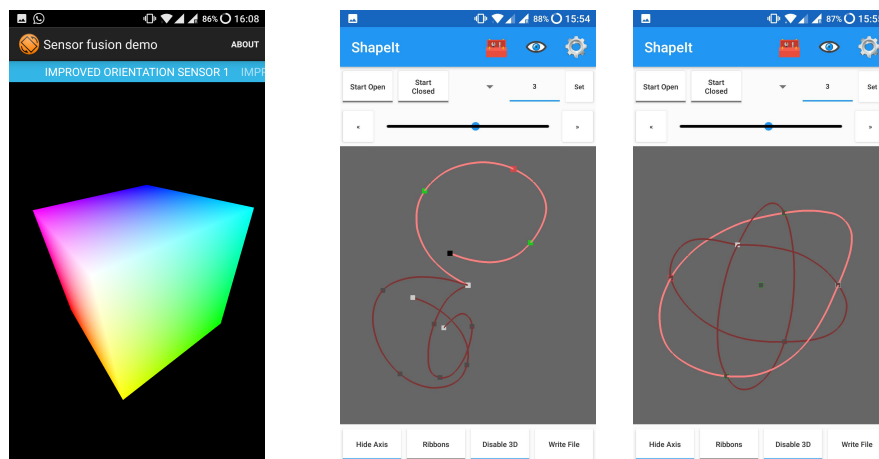 86% 16:08
Sensor fusion demo ABOUT
IMPROVED ORIENTATION SENSOR 1 IMPR
88% 15:54
ShapeIt
Start Open Start Closed 3 Set
Hide Axis Ribbons Disable 3D Write File
87% 15:55
ShapeIt
Start Open Start Closed 3 Set
Hide Axis Ribbons Disable 3D Write File